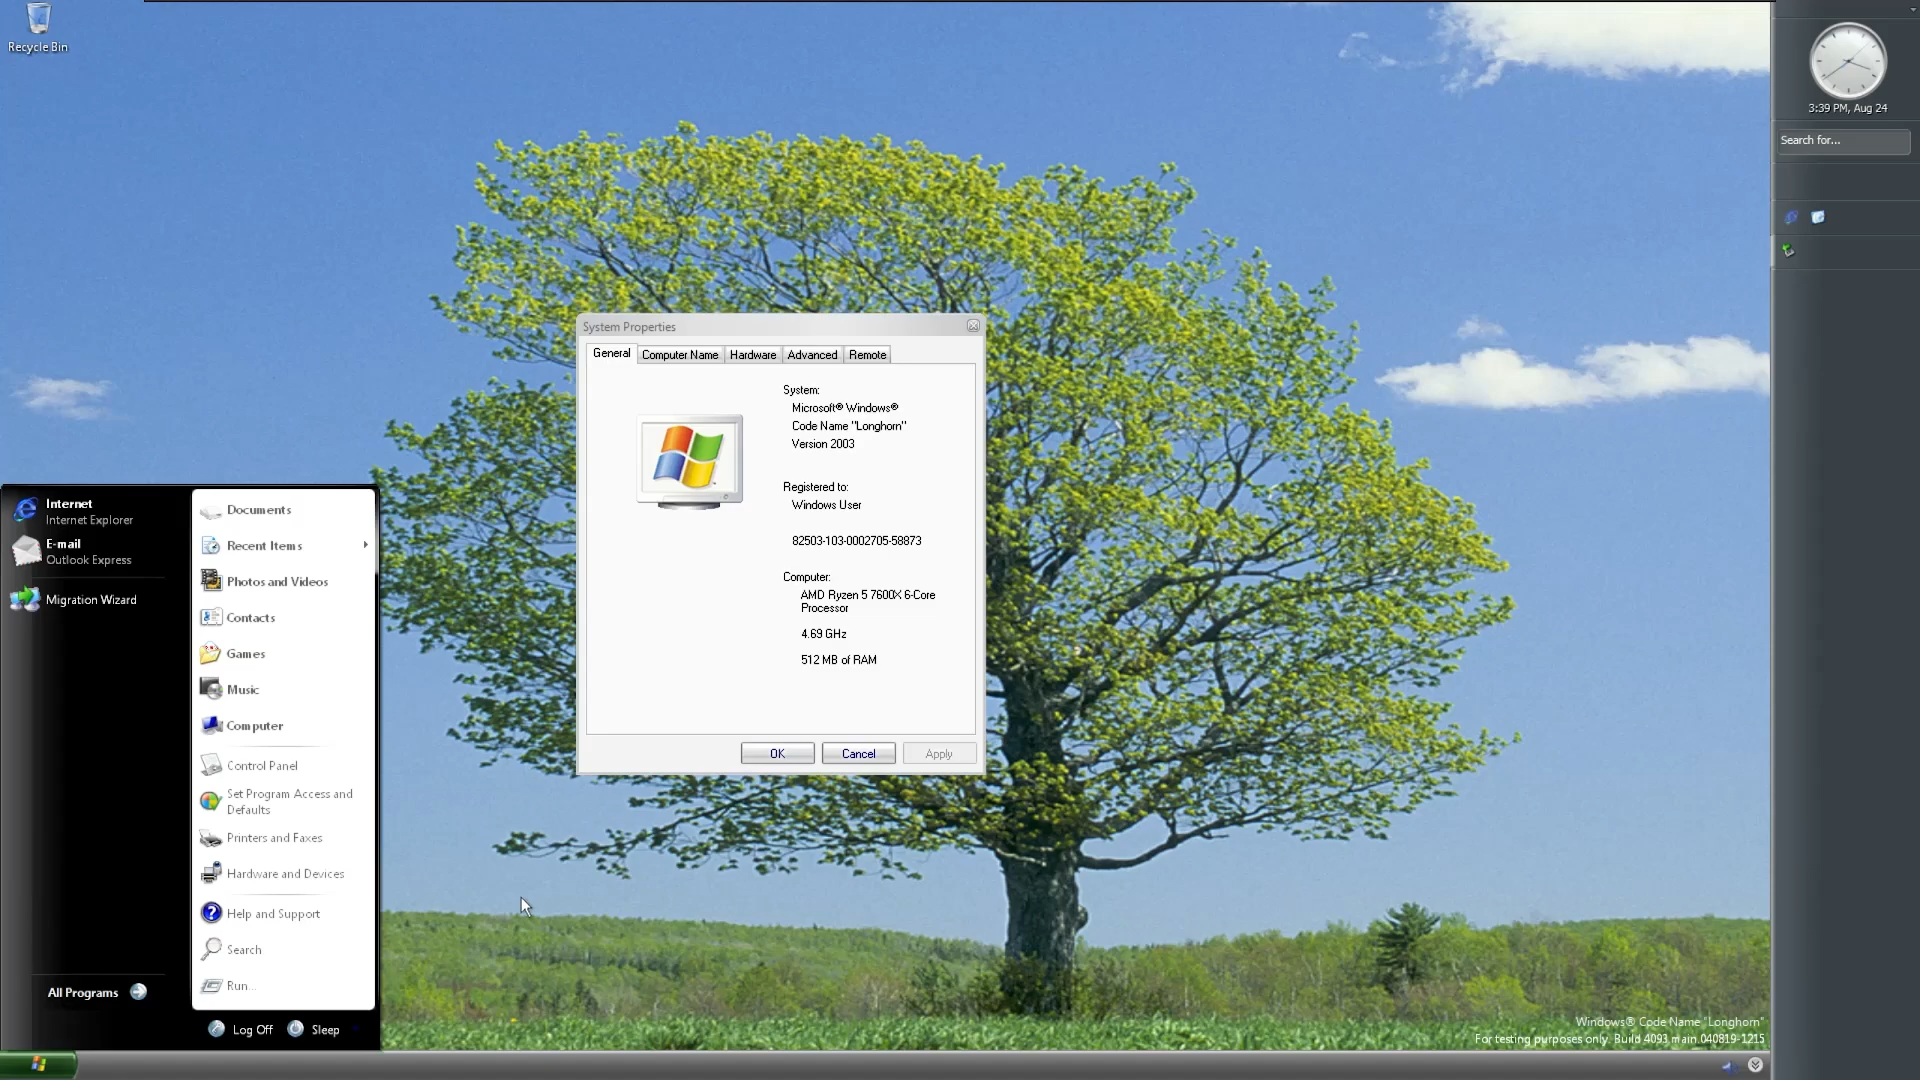 Recycle Bin
3:39 PM, Aug 24
Search for...
System Properties
General
Computer Name
Hardware
Advanced
Remote
System:
Microsoft® Windows®
Code Name "Longhorn"
Version 2003
Registered to:
Windows User
82503-103-0002705-58873
Computer:
AMD Ryzen 5 7600X 6-Core
Processor
4.69 GHz
512 MB of RAM
OK
Cancel
Apply
Internet
Internet Explorer
E-mail
Outlook Express
Migration Wizard
All Programs
Documents
Recent Items
Photos and Videos
Contacts
Games
Music
Computer
Control Panel
Set Program Access and
Defaults
Printers and Faxes
Hardware and Devices
Help and Support
Search
Run...
Log Off
Sleep
Windows® Code Name "Longhorn"
For testing purposes only. Build 4093.main.040819-1215